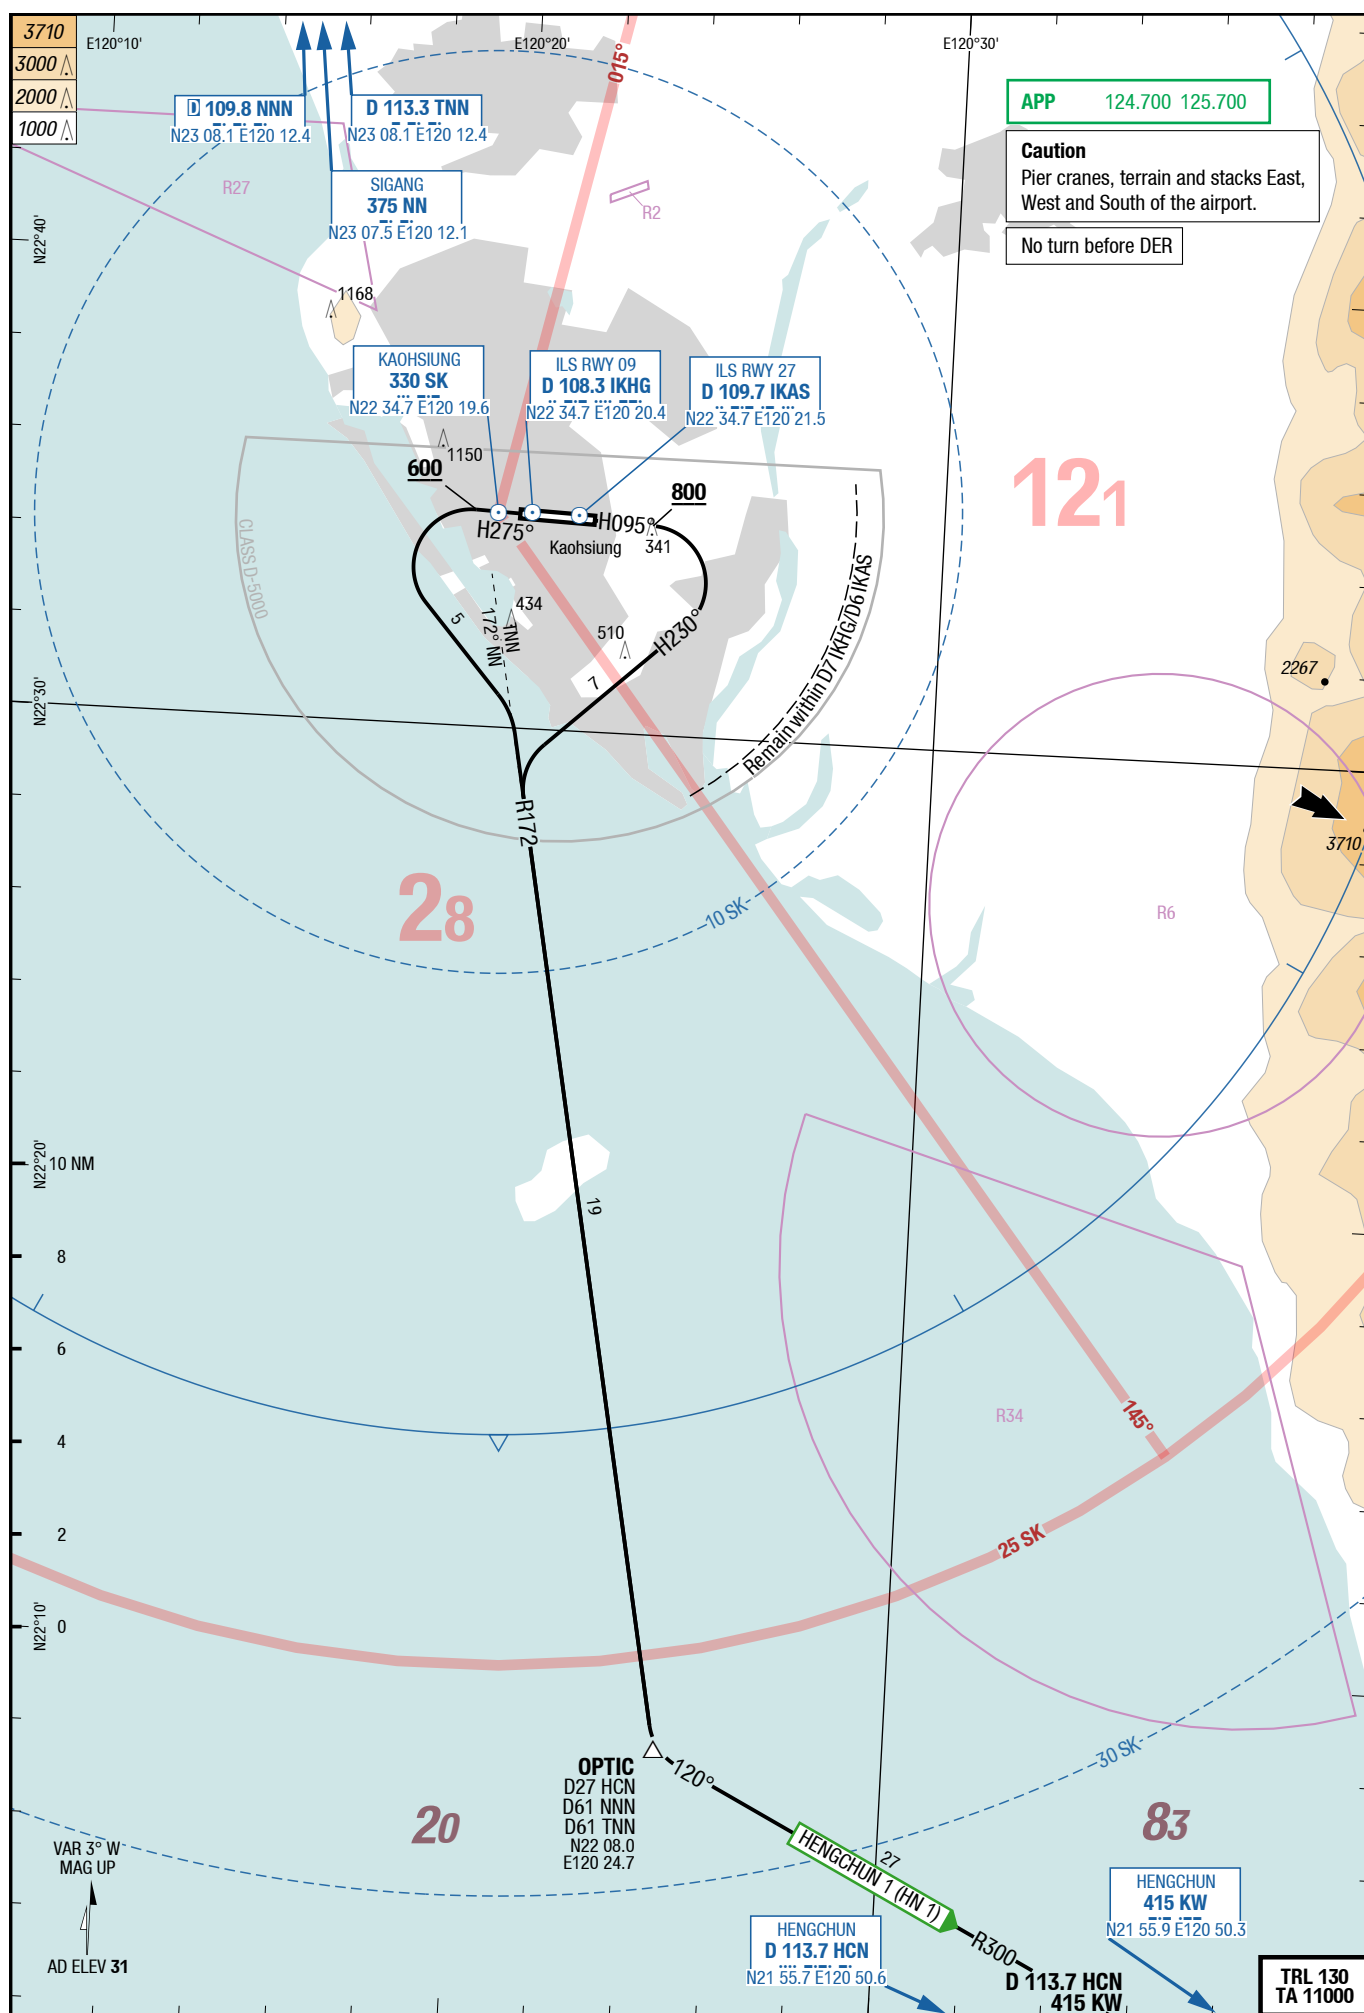 3710
3000
2000
1000
E120°10'
E120°20'
E120°30'
015°
D 109.8 NNN
N23 08.1 E120 12.4
D 113.3 TNN
N23 08.1 E120 12.4
SIGANG
375 NN
N23 07.5 E120 12.1
APP 124.700 125.700
Caution
Pier cranes, terrain and stacks East,
West and South of the airport.
No turn before DER
R27
R2
N22°40'
1168
KAOHSIUNG
330 SK
N22 34.7 E120 19.6
ILS RWY 09
D 108.3 IKHG
N22 34.7 E120 20.4
ILS RWY 27
D 109.7 IKAS
N22 34.7 E120 21.5
1150
600
800
121
H275°
H095°
Kaohsiung
341
CLASS D-5000
434
510
5
172° NN
TNN
H230°
7
Remain within D7 IKHG/D6 IKAS
2267
N22°30'
R172
3710
28
10 SK
R6
N22°20'
10 NM
19
8
6
4
2
0
145°
R34
25 SK
N22°10'
OPTIC
D27 HCN
D61 NNN
D61 TNN
N22 08.0
E120 24.7
120°
30 SK
20
83
27
HENGCHUN 1 (HN 1)
VAR 3° W
MAG UP
AD ELEV 31
HENGCHUN
415 KW
N21 55.9 E120 50.3
HENGCHUN
D 113.7 HCN
N21 55.7 E120 50.6
R300
D 113.7 HCN
415 KW
TRL 130
TA 11000